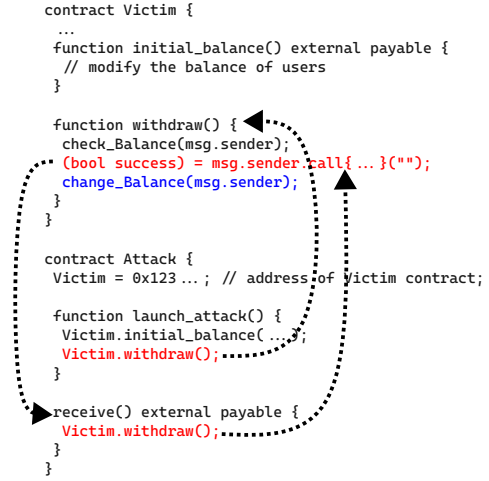 contract Victim {
...
function initial_balance() external payable {
// modify the balance of users
}
function withdraw() {
check_Balance(msg.sender);
(bool success) = msg.sender.call{ ... }("");
change_Balance(msg.sender);
}
}
contract Attack {
Victim = 0x123 ... ; // address of Victim contract;
function launch_attack() {
Victim.initial_balance( ... );
Victim.withdraw();
}
receive() external payable {
Victim.withdraw();
}
}